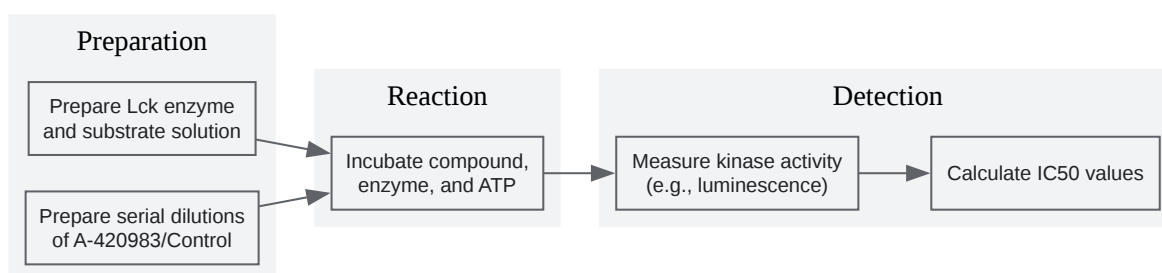 Preparation
Prepare Lck enzyme
and substrate solution
Prepare serial dilutions
of A-420983/Control
Reaction
Incubate compound,
enzyme, and ATP
Detection
Measure kinase activity
(e.g., luminescence)
Calculate IC50 values